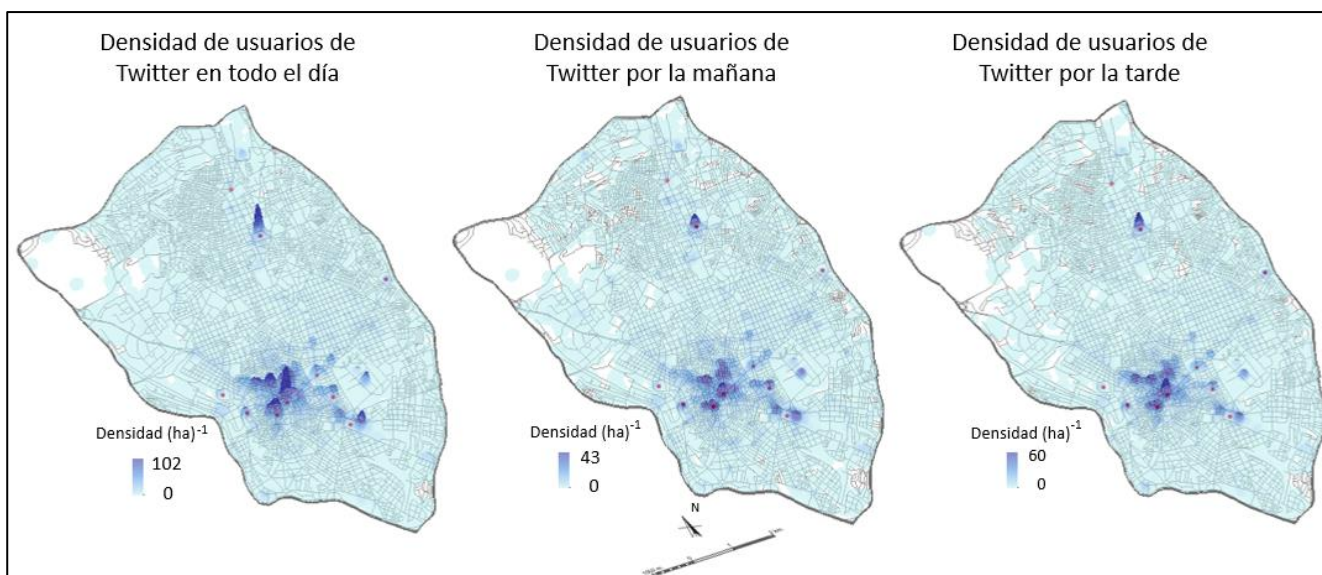 Densidad de usuarios de
Twitter en todo el día
Densidad de usuarios de
Twitter por la mañana
Densidad de usuarios de
Twitter por la tarde
Densidad (ha)-1
102
0
Densidad (ha)-1
43
0
Densidad (ha)-1
60
0
N